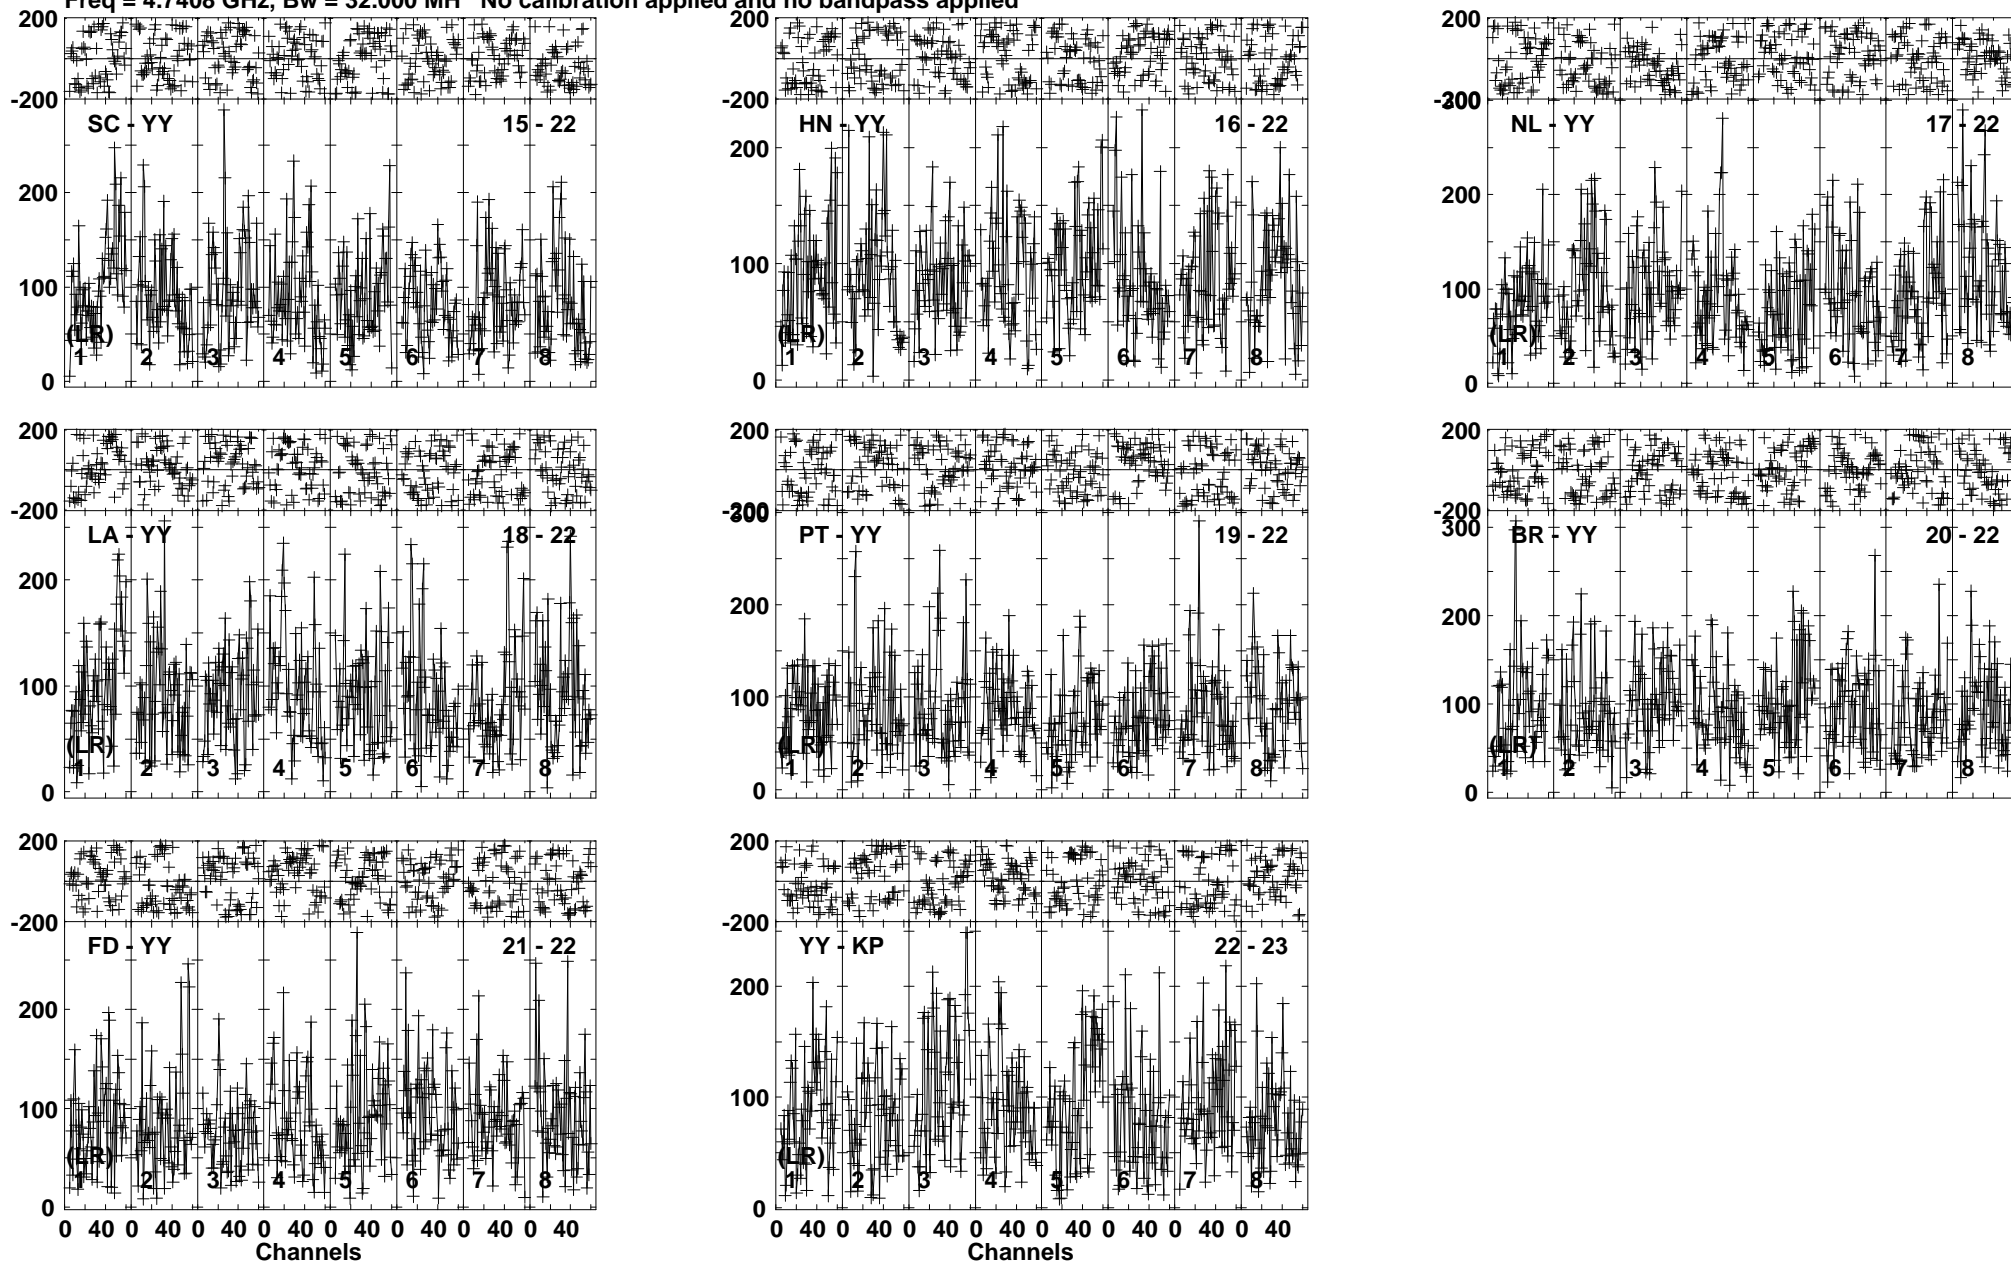 Freq = 4.7408 GHz, Bw = 32.000 MH No calibration applied and no bandpass applied
200 200 200
-200 -200 -200
SC - YY 15 - 22 HN - YY 16 - 22 NL - YY 17 - 22
300
200 200 200
100 100 100
(LR) (LR) (LR)
1 2 3 4 5 6 7 8 1 2 3 4 5 6 7 8 1 2 3 4 5 6 7 8
0 0 0
200 200 200
-200 -200 -200
300 300
LA - YY 18 - 22 PT - YY 19 - 22 BR - YY 20 - 22
200 200 200
100 100 100
(LR) (LR) (LR)
1 2 3 4 5 6 7 8 1 2 3 4 5 6 7 8 1 2 3 4 5 6 7 8
0 0 0
200 200
-200 -200
FD - YY 21 - 22 YY - KP 22 - 23
200 200
100 100
(LR) (LR)
1 2 3 4 5 6 7 8 1 2 3 4 5 6 7 8
0 0
0 40 0 40 0 40 0 40 0 40 0 40 0 40 0 40 0 40 0 40 0 40 0 40 0 40 0 40 0 40 0 40
Channels Channels